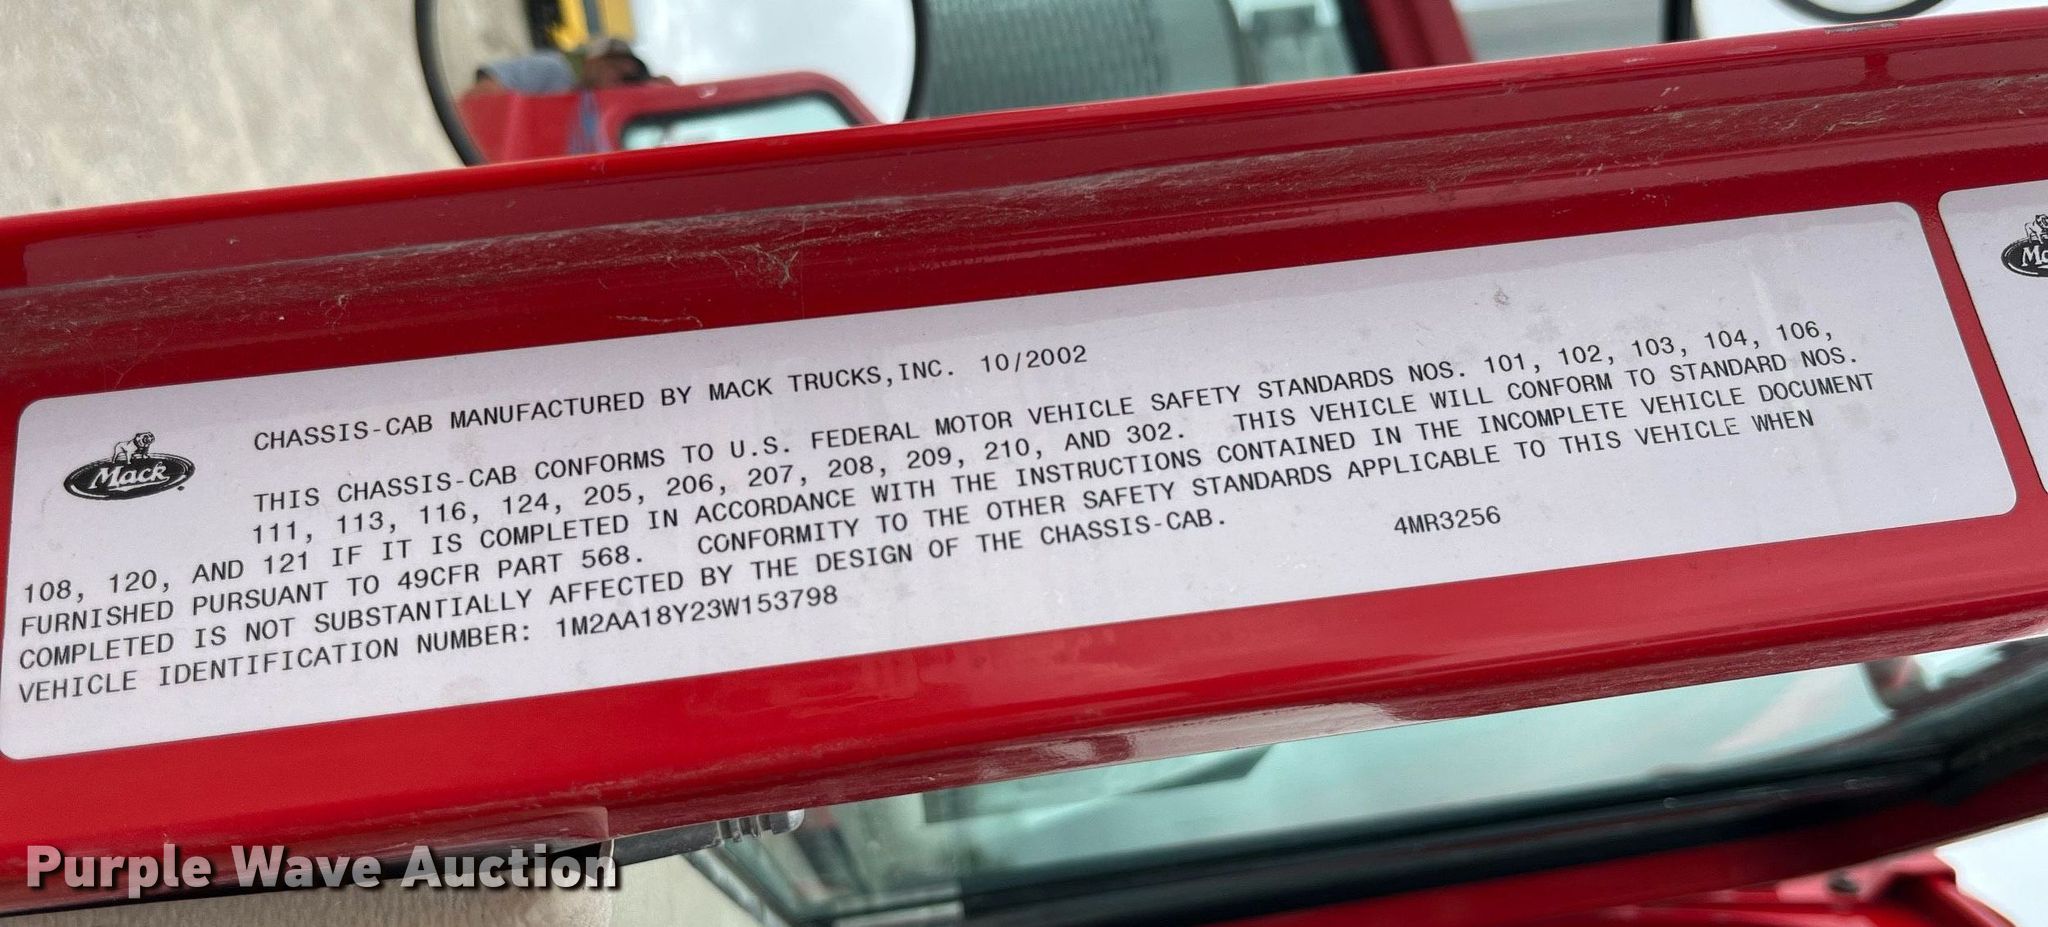 CHASSIS-CAB MANUFACTURED BY MACK TRUCKS,INC. 10/2002
Mack
THIS CHASSIS-CAB CONFORMS TO U.S. FEDERAL MOTOR VEHICLE SAFETY STANDARDS NOS. 101, 102, 103, 104, 106,
111, 113, 116, 124, 205, 206, 207, 208, 209, 210, AND 302. THIS VEHICLE WILL CONFORM TO STANDARD NOS.
108, 120, AND 121 IF IT IS COMPLETED IN ACCORDANCE WITH THE INSTRUCTIONS CONTAINED IN THE INCOMPLETE VEHICLE DOCUMENT
FURNISHED PURSUANT TO 49CFR PART 568. CONFORMITY TO THE OTHER SAFETY STANDARDS APPLICABLE TO THIS VEHICLE WHEN
COMPLETED IS NOT SUBSTANTIALLY AFFECTED BY THE DESIGN OF THE CHASSIS-CAB. 4MR3256
VEHICLE IDENTIFICATION NUMBER: 1M2AA18Y23W153798
Purple Wave Auction